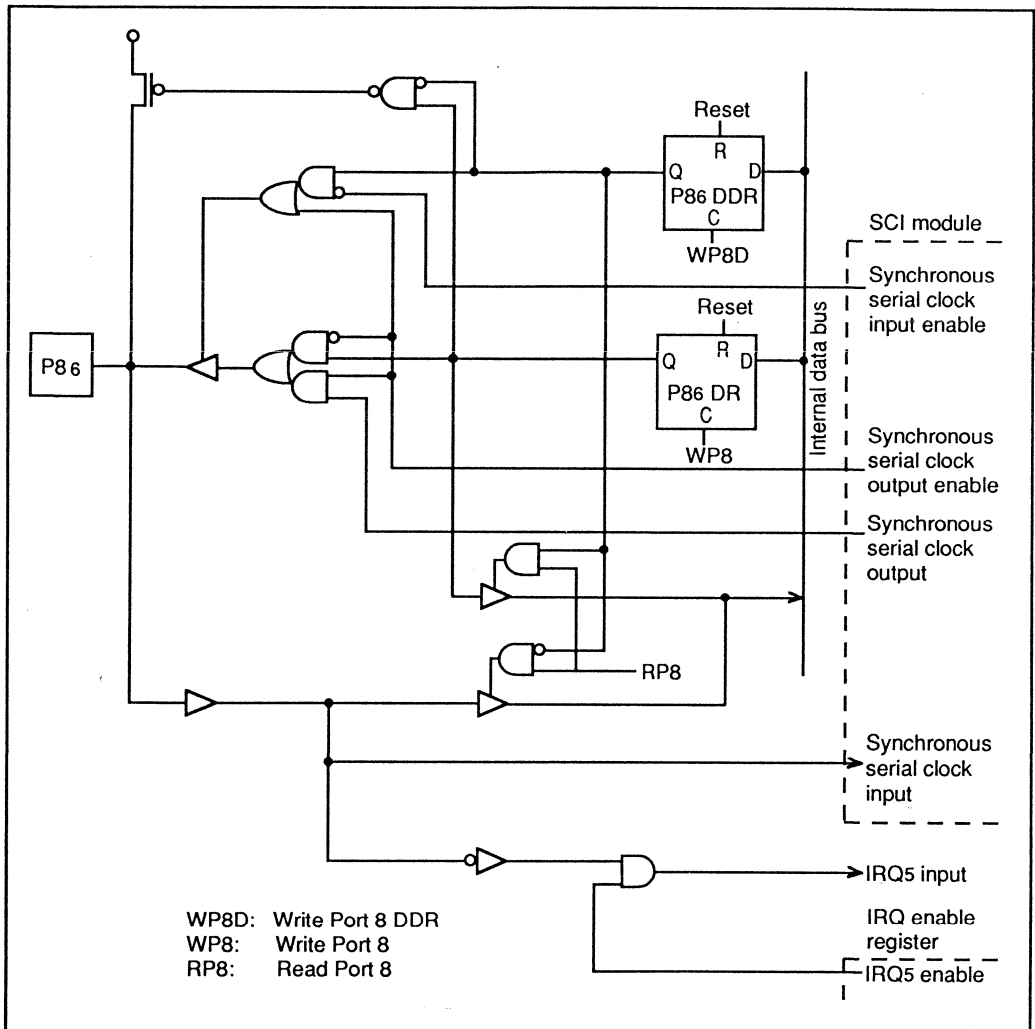 Reset
R
Q
D
P86 DDR
C
WP8D
SCI module
Synchronous
serial clock
input enable
Reset
R
Q
D
P86 DR
C
WP8
P86
Internal data bus
Synchronous
serial clock
output enable
Synchronous
serial clock
output
RP8
Synchronous
serial clock
input
IRQ5 input
IRQ enable
register
IRQ5 enable
WP8D: Write Port 8 DDR
WP8: Write Port 8
RP8: Read Port 8